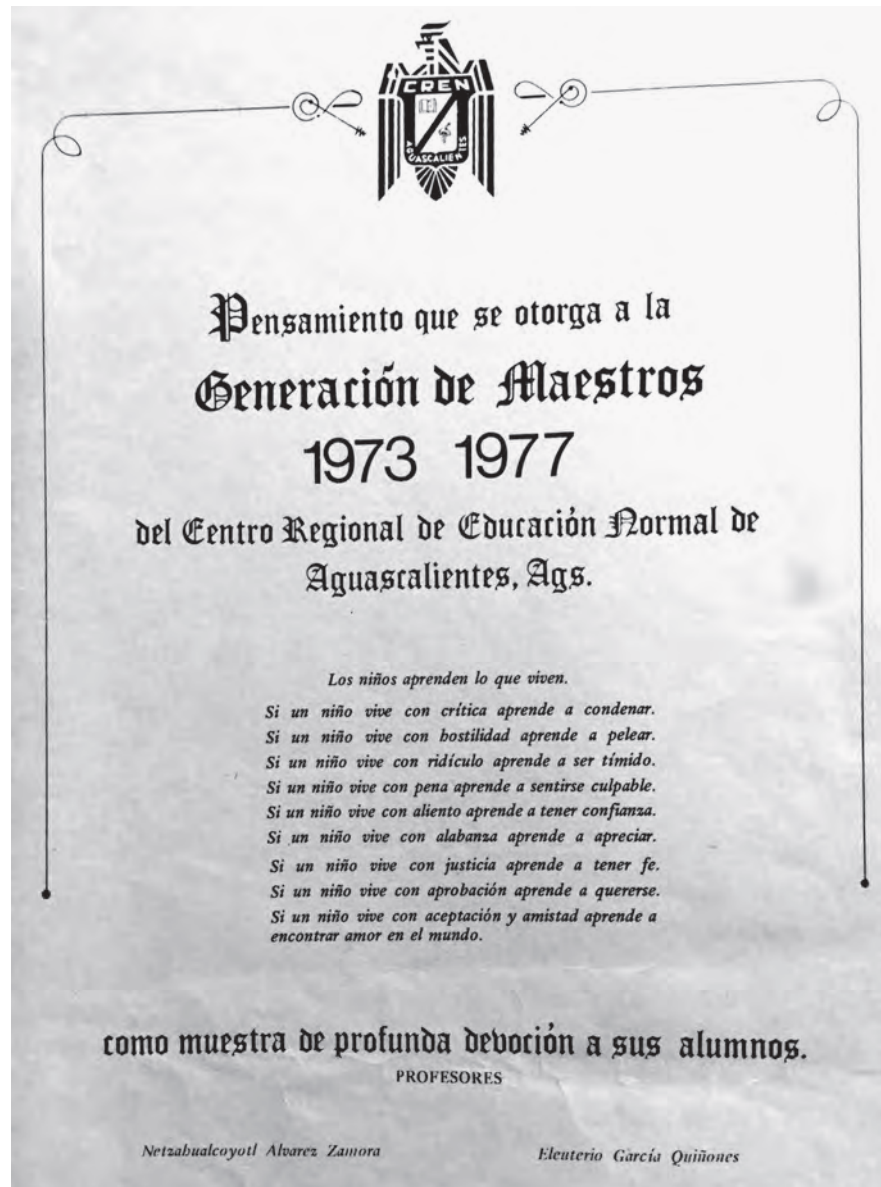 CREN
AGUASCALIENTES
Pensamiento que se otorga a la
Generación de Maestros
1973 1977
del Centro Regional de Educación Normal de
Aguascalientes, Ags.
Los niños aprenden lo que viven.
Si un niño vive con crítica aprende a condenar.
Si un niño vive con hostilidad aprende a pelear.
Si un niño vive con ridículo aprende a ser tímido.
Si un niño vive con pena aprende a sentirse culpable.
Si un niño vive con aliento aprende a tener confianza.
Si un niño vive con alabanza aprende a apreciar.
Si un niño vive con justicia aprende a tener fe.
Si un niño vive con aprobación aprende a quererse.
Si un niño vive con aceptación y amistad aprende a
encontrar amor en el mundo.
como muestra de profunda devoción a sus alumnos.
PROFESORES
Netzahualcoyotl Alvarez Zamora
Eleuterio García Quiñones